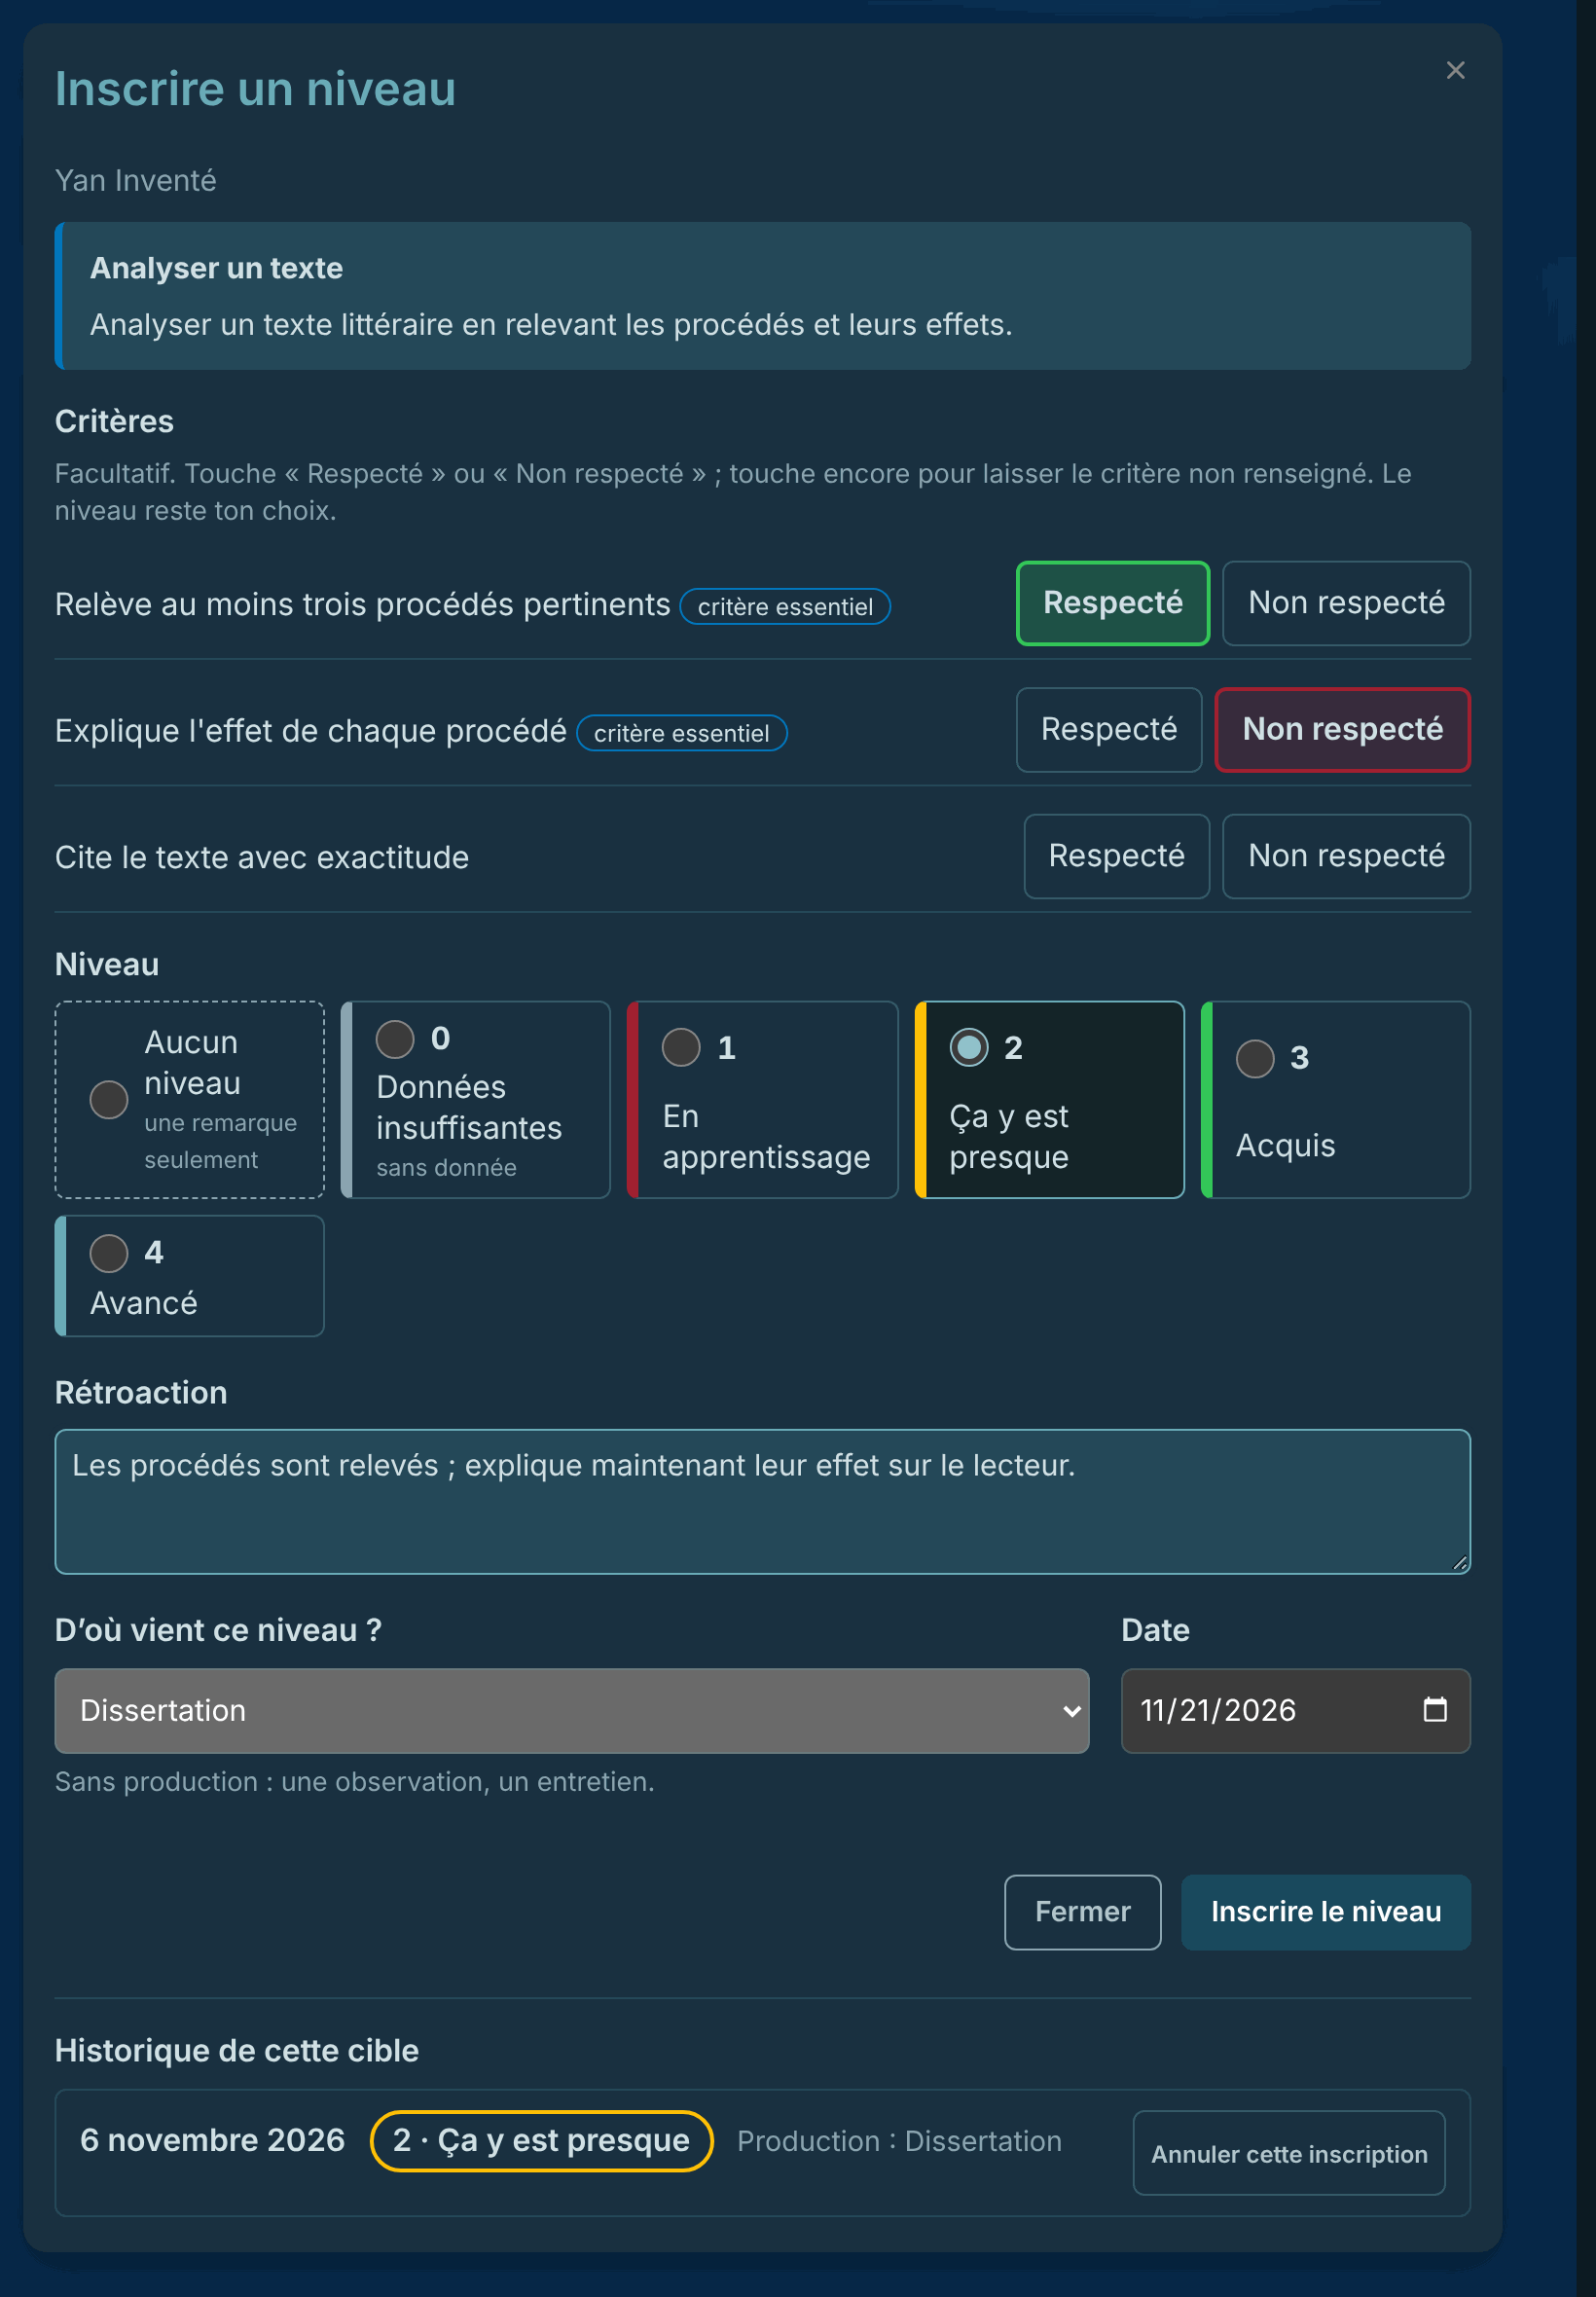 Inscrire un niveau
×
Yan Inventé
Analyser un texte
Analyser un texte littéraire en relevant les procédés et leurs effets.
Critères
Facultatif. Touche « Respecté » ou « Non respecté » ; touche encore pour laisser le critère non renseigné. Le
niveau reste ton choix.
Relève au moins trois procédés pertinents critère essentiel Respecté Non respecté
Explique l'effet de chaque procédé critère essentiel Respecté Non respecté
Cite le texte avec exactitude Respecté Non respecté
Niveau
Aucun
niveau
une remarque
seulement
0
Données
insuffisantes
sans donnée
1
En
apprentissage
2
Ça y est
presque
3
Acquis
4
Avancé
Rétroaction
Les procédés sont relevés ; explique maintenant leur effet sur le lecteur.
D’où vient ce niveau ?
Dissertation
Sans production : une observation, un entretien.
Date
11/21/2026
Fermer Inscrire le niveau
Historique de cette cible
6 novembre 2026 2 · Ça y est presque Production : Dissertation Annuler cette inscription